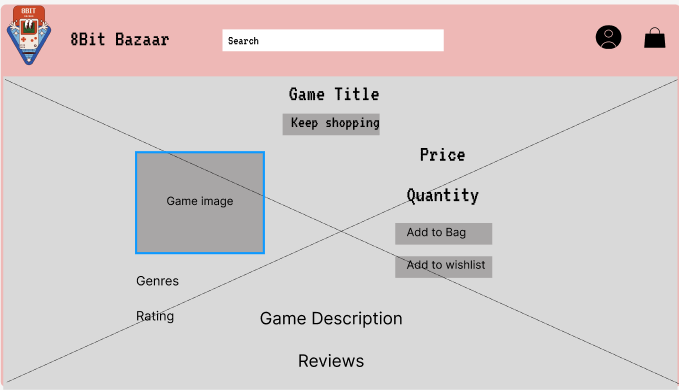 8BIT
8Bit Bazaar
Search
Game Title
Keep shopping
Price
Game image
Quantity
Add to Bag
Add to wishlist
Genres
Rating
Game Description
Reviews